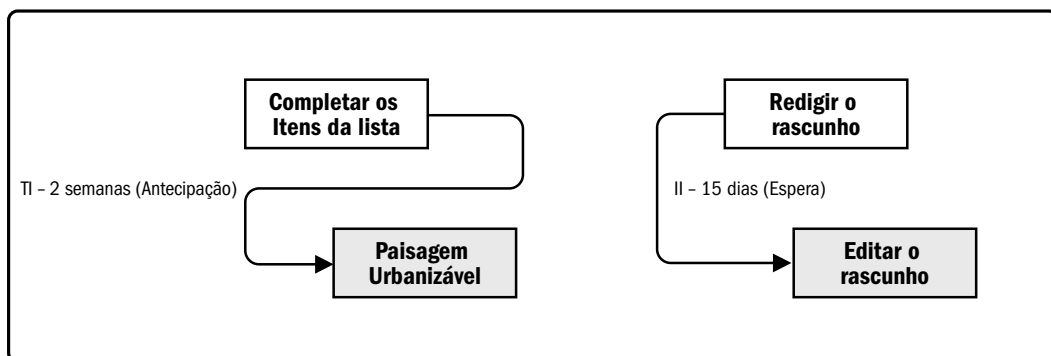 Completar os
Itens da lista
Redigir o
rascunho
TI – 2 semanas (Antecipação)
II – 15 dias (Espera)
Paisagem
Urbanizável
Editar o
rascunho